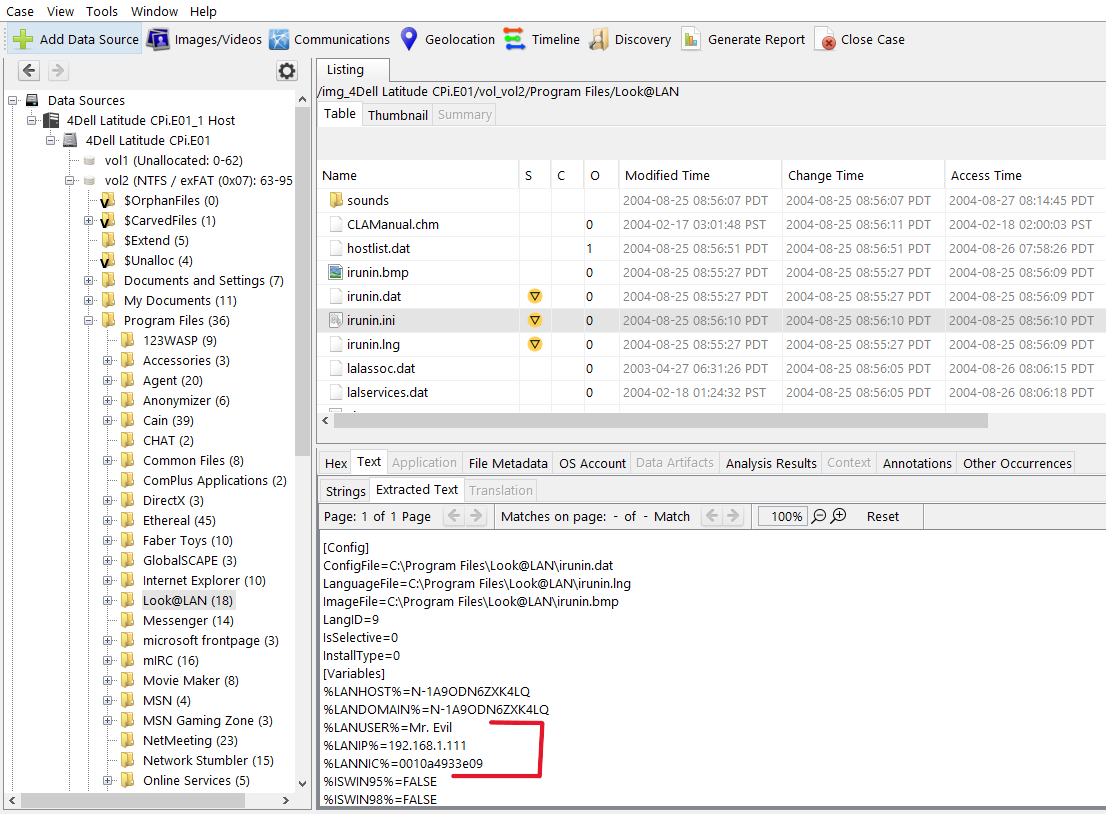 Case View Tools Window Help
Add Data Source Images/Videos Communications Geolocation Timeline Discovery Generate Report Close Case
Data Sources
4Dell Latitude CPi.E01_1 Host
4Dell Latitude CPi.E01
vol1 (Unallocated: 0-62)
vol2 (NTFS / exFAT (0x07): 63-95
$OrphanFiles (0)
$CarvedFiles (1)
$Extend (5)
$Unalloc (4)
Documents and Settings (7)
My Documents (11)
Program Files (36)
123WASP (9)
Accessories (3)
Agent (20)
Anonymizer (6)
Cain (39)
CHAT (2)
Common Files (8)
ComPlus Applications (2)
DirectX (3)
Ethereal (45)
Faber Toys (10)
GlobalSCAPE (3)
Internet Explorer (10)
Look@LAN (18)
Messenger (14)
microsoft frontpage (3)
mIRC (16)
Movie Maker (8)
MSN (4)
MSN Gaming Zone (3)
NetMeeting (23)
Network Stumbler (15)
Online Services (5)
Listing
/img_4Dell Latitude CPi.E01/vol_vol2/Program Files/Look@LAN
Table Thumbnail Summary
Name S C O Modified Time Change Time Access Time
sounds 2004-08-25 08:56:07 PDT 2004-08-25 08:56:07 PDT 2004-08-27 08:14:45 PDT
CLAManual.chm 0 2004-02-17 03:01:48 PST 2004-08-25 08:56:11 PDT 2004-02-18 02:00:03 PST
hostlist.dat 1 2004-08-25 08:56:51 PDT 2004-08-25 08:56:51 PDT 2004-08-26 07:58:26 PDT
irunin.bmp 0 2004-08-25 08:55:27 PDT 2004-08-25 08:55:27 PDT 2004-08-25 08:56:09 PDT
irunin.dat 0 2004-08-25 08:55:27 PDT 2004-08-25 08:55:27 PDT 2004-08-25 08:56:09 PDT
irunin.ini 0 2004-08-25 08:56:10 PDT 2004-08-25 08:56:10 PDT 2004-08-25 08:56:10 PDT
irunin.lng 0 2004-08-25 08:55:27 PDT 2004-08-25 08:55:27 PDT 2004-08-25 08:56:09 PDT
lalassoc.dat 0 2003-04-27 06:31:26 PDT 2004-08-25 08:56:05 PDT 2004-08-26 08:06:15 PDT
lalservices.dat 0 2004-02-18 01:24:32 PST 2004-08-25 08:56:05 PDT 2004-08-26 08:06:18 PDT
Hex Text Application File Metadata OS Account Data Artifacts Analysis Results Context Annotations Other Occurrences
Strings Extracted Text Translation
Page: 1 of 1 Page Matches on page: - of - Match 100% Reset
[Config]
ConfigFile=C:\Program Files\Look@LAN\irunin.dat
LanguageFile=C:\Program Files\Look@LAN\irunin.lng
ImageFile=C:\Program Files\Look@LAN\irunin.bmp
LangID=9
IsSelective=0
InstallType=0
[Variables]
%LANHOST%=N-1A9ODN6ZXK4LQ
%LANDOMAIN%=N-1A9ODN6ZXK4LQ
%LANUSER%=Mr. Evil
%LANIP%=192.168.1.111
%LANNIC%=0010a4933e09
%ISWIN95%=FALSE
%ISWIN98%=FALSE